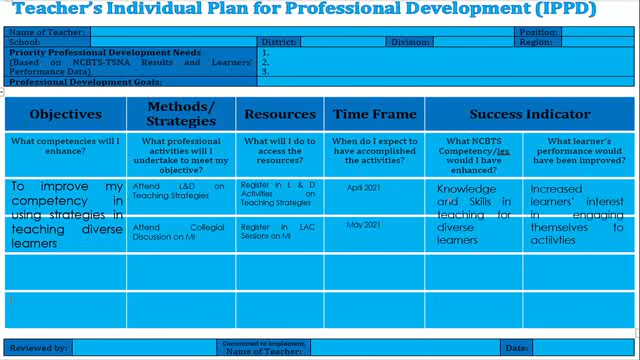 Teacher's Individual Plan for Professional Development (IPPD)
Name of Teacher: Position:
School: District: Division: Region:
Priority Professional Development Needs 1.
(Based on NCBTS-TSNA Results and Learners' 2.
Performance Data) 3.
Professional Development Goals:
Objectives Methods/ Strategies Resources Time Frame Success Indicator
What competencies will I enhance? What professional activities will I undertake to meet my objective? What will I do to access the resources? When do I expect to have accomplished the activities? What NCBTS Competency/ies would I have enhanced? What learner's performance would have been improved?
To improve my
competency in
using strategies in
teaching diverse
learners
Attend L&D on
Teaching Strategies
Register in L & D
Activities on
Teaching Strategies
April 2021
Knowledge
and Skills in
teaching for
diverse
learners
Increased
learners' interest
in engaging
themselves to
actiivties
Attend Collegial
Discussion on MI
Register in LAC
Sessions on MI
May 2021
Reviewed by: Committed to Implement, Name of Teacher: Date: